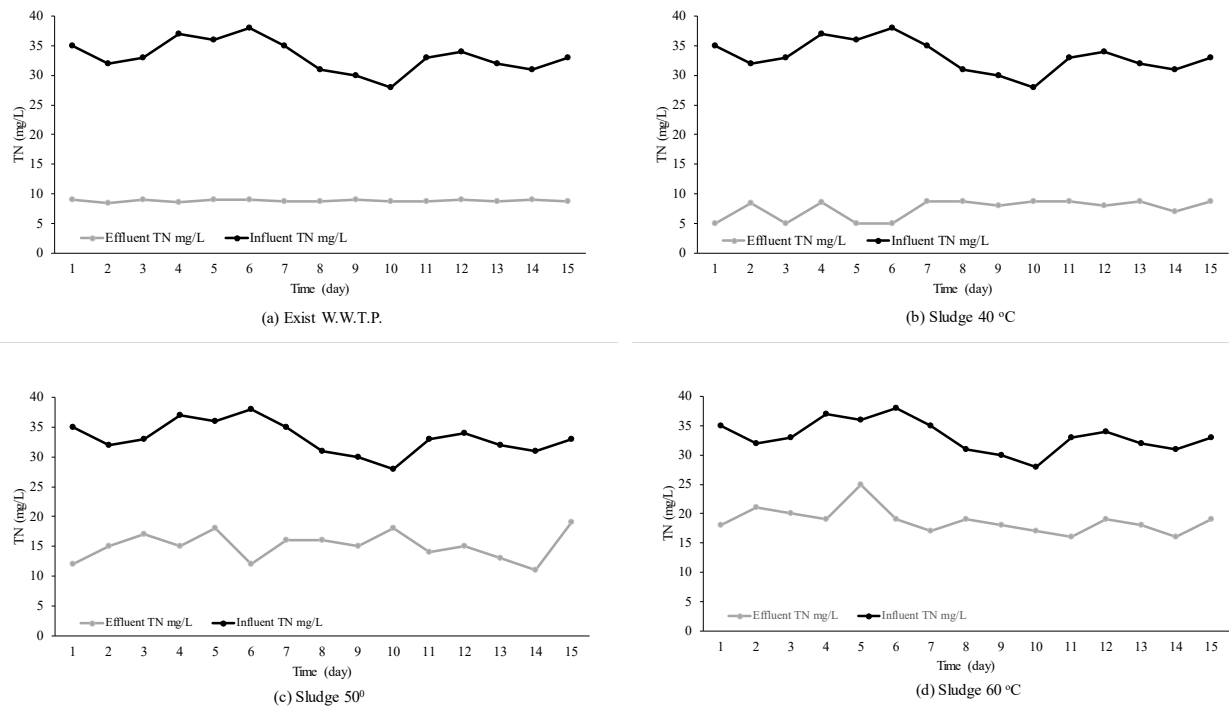 40
35
30
25
20
15
10
5
0
TN (mg/L)
Effluent TN mg/L Influent TN mg/L
1 2 3 4 5 6 7 8 9 10 11 12 13 14 15
Time (day)
(a) Exist W.W.T.P.
40
35
30
25
20
15
10
5
0
TN (mg/L)
Effluent TN mg/L Influent TN mg/L
1 2 3 4 5 6 7 8 9 10 11 12 13 14 15
Time (day)
(b) Sludge 40 °C
40
35
30
25
20
15
10
5
0
TN (mg/L)
Effluent TN mg/L Influent TN mg/L
1 2 3 4 5 6 7 8 9 10 11 12 13 14 15
Time (day)
(c) Sludge 50⁰
40
35
30
25
20
15
10
5
0
TN (mg/L)
Effluent TN mg/L Influent TN mg/L
1 2 3 4 5 6 7 8 9 10 11 12 13 14 15
Time (day)
(d) Sludge 60 °C